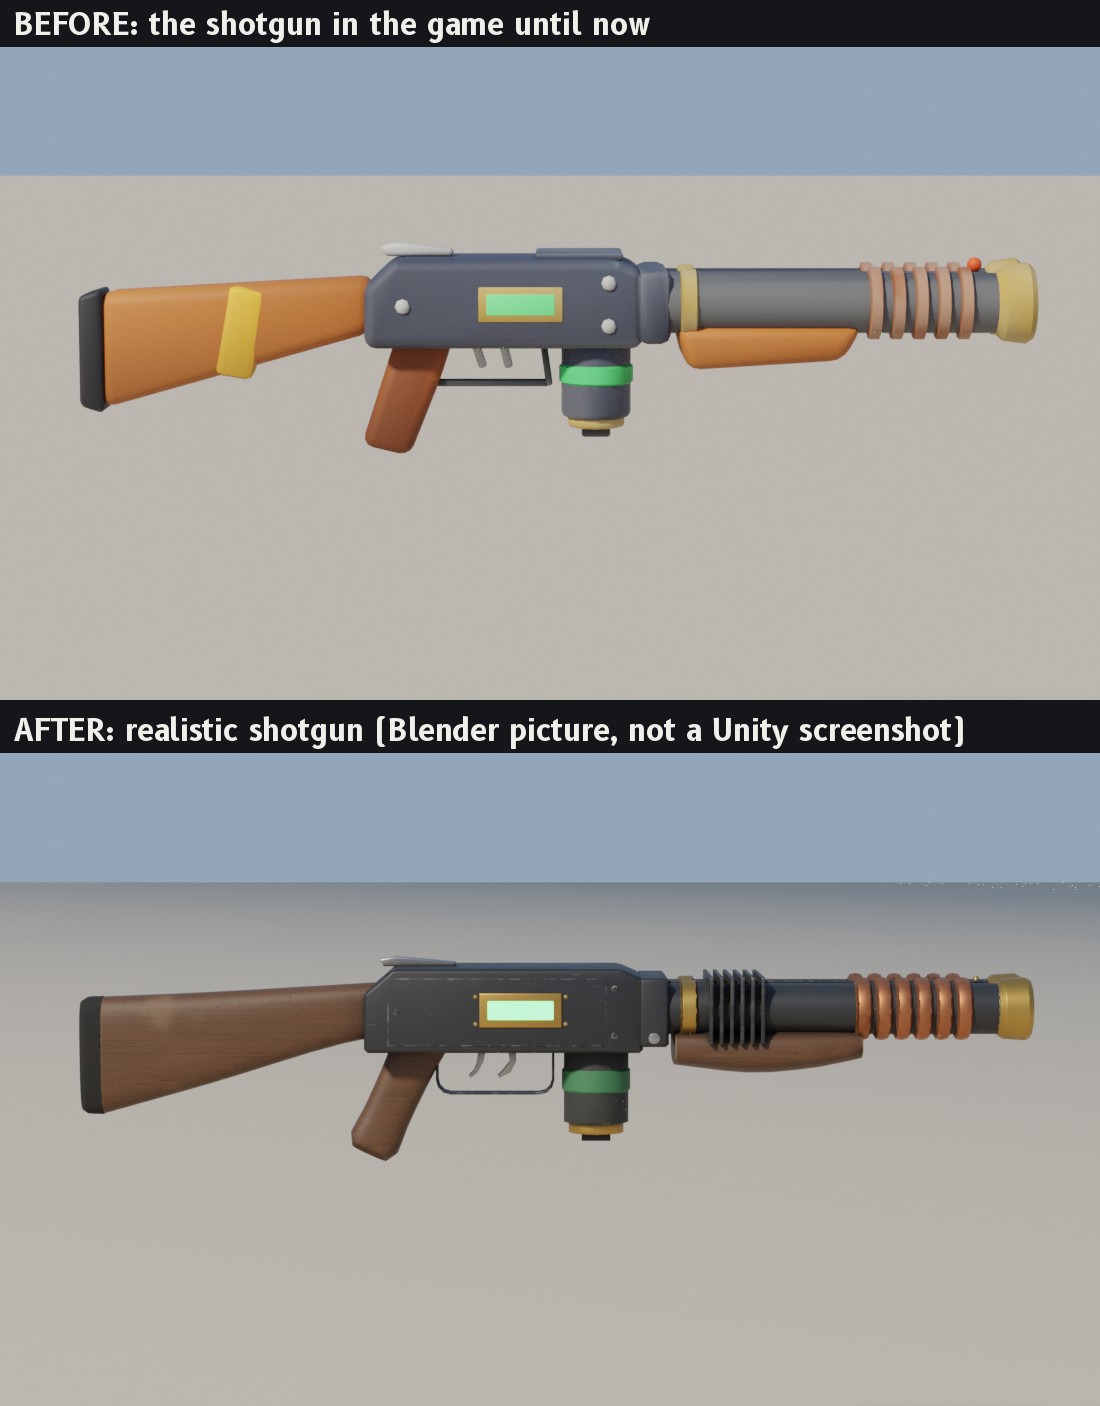 BEFORE: the shotgun in the game until now
AFTER: realistic shotgun (Blender picture, not a Unity screenshot)